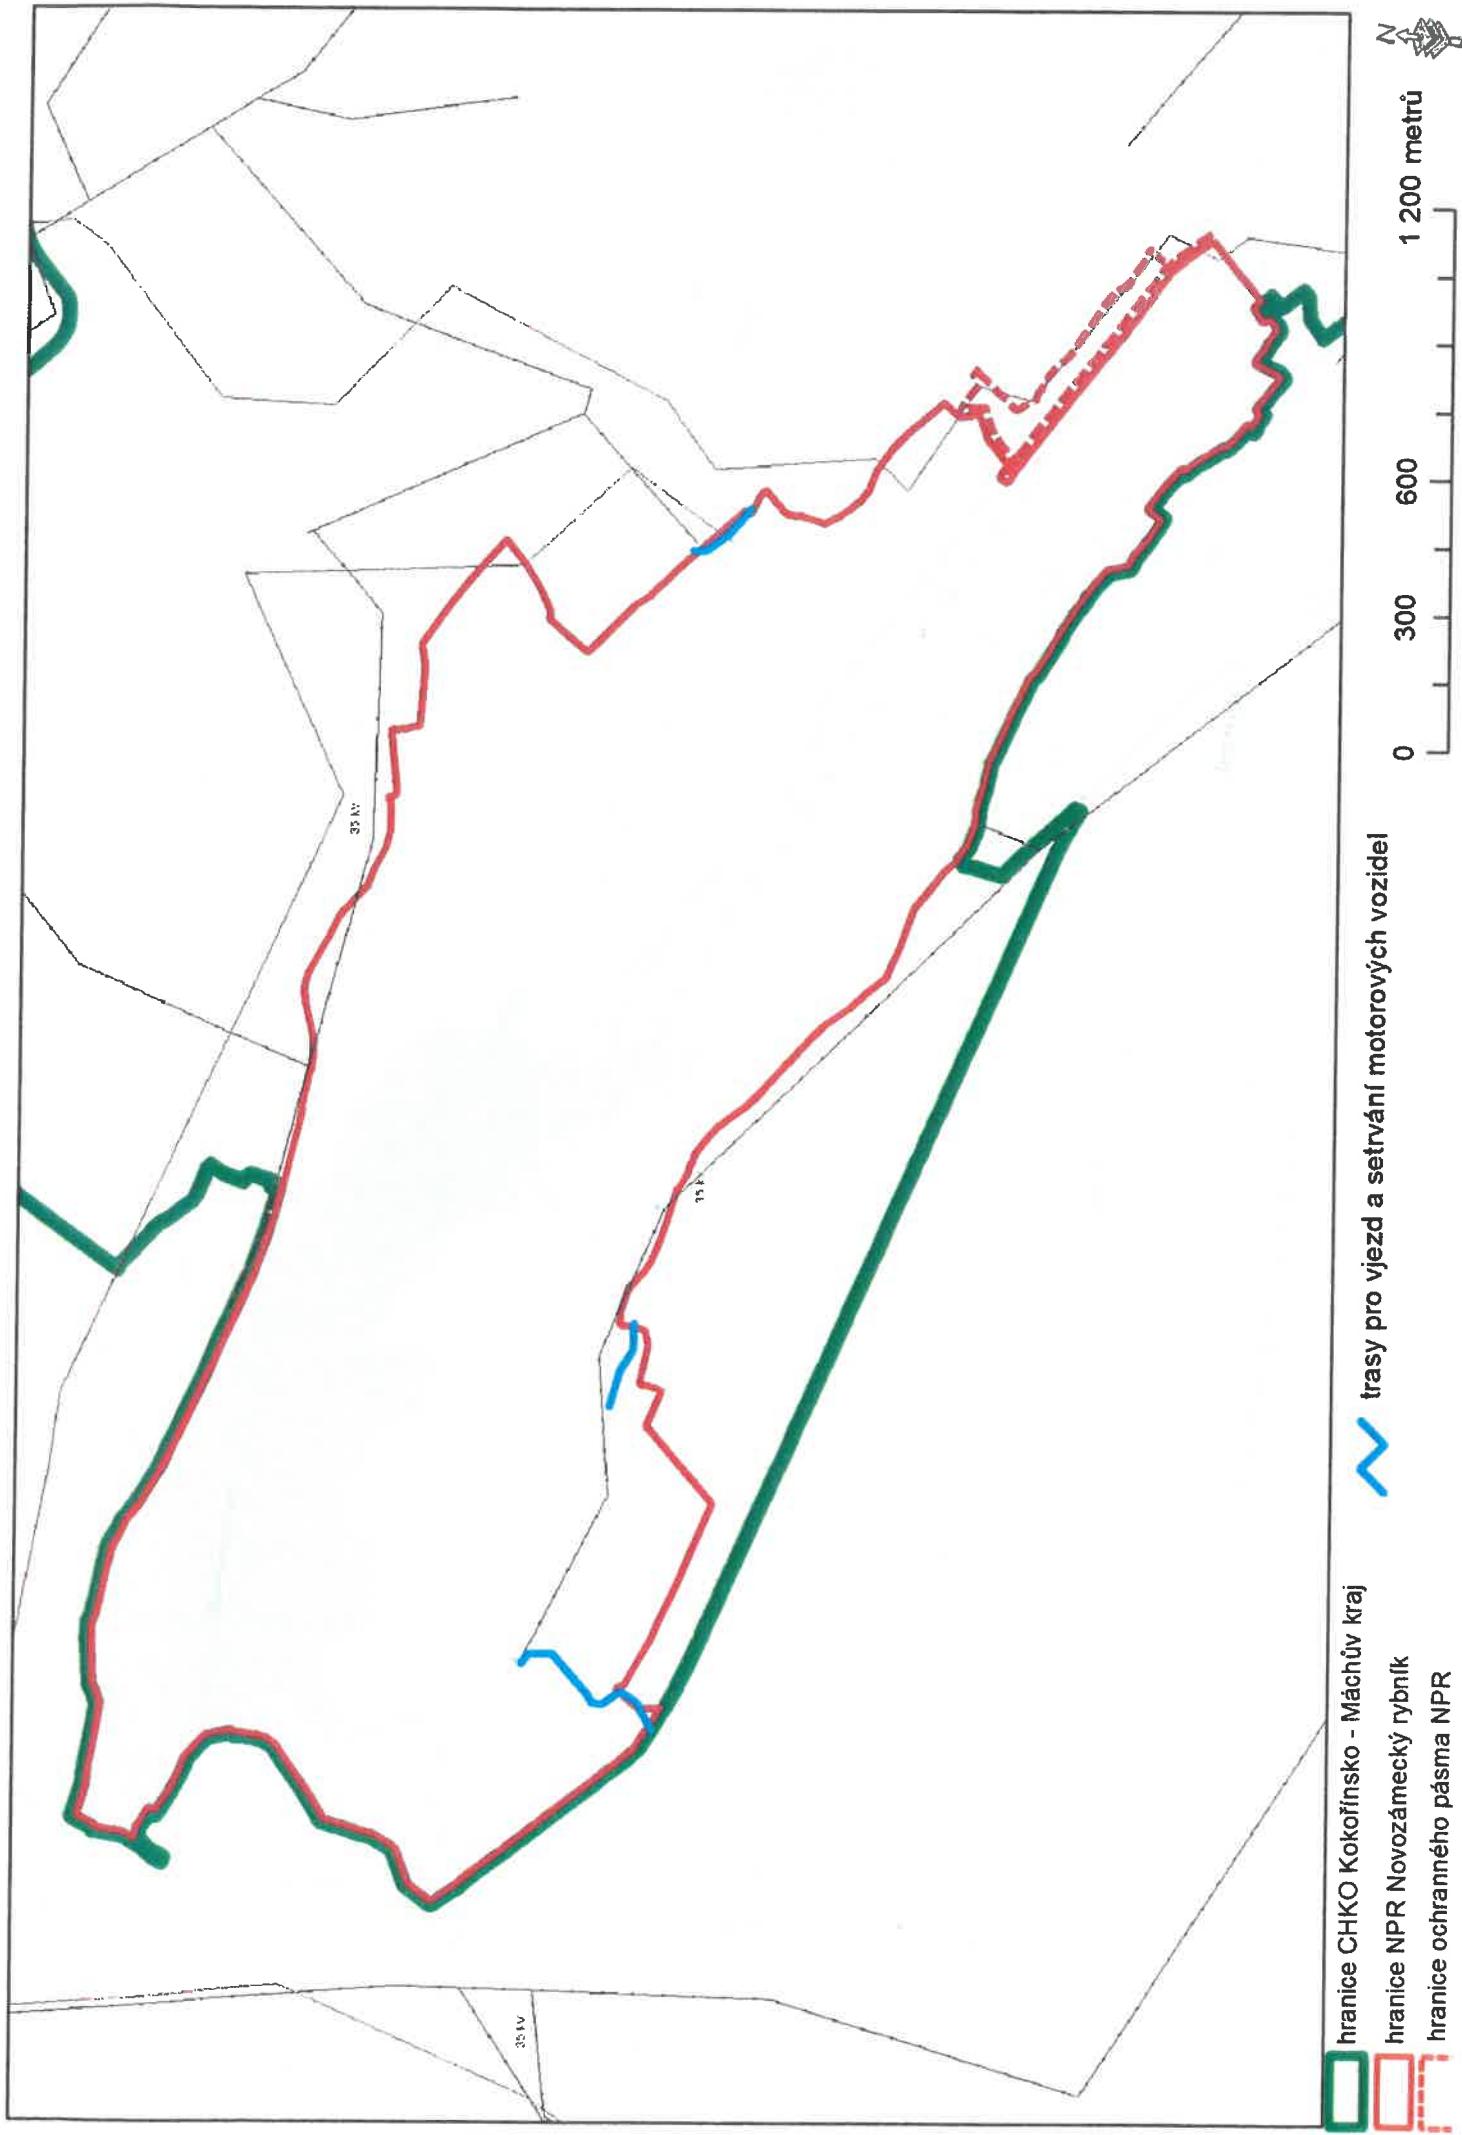 35 kV
35 kV
hranice CHKO Kokořínsko - Máchův kraj
hranice NPR Novozámecký rybník
hranice ochranného pásma NPR
trasy pro vjezd a setrvání motorových vozidel
0 300 600 1 200 metrů
N